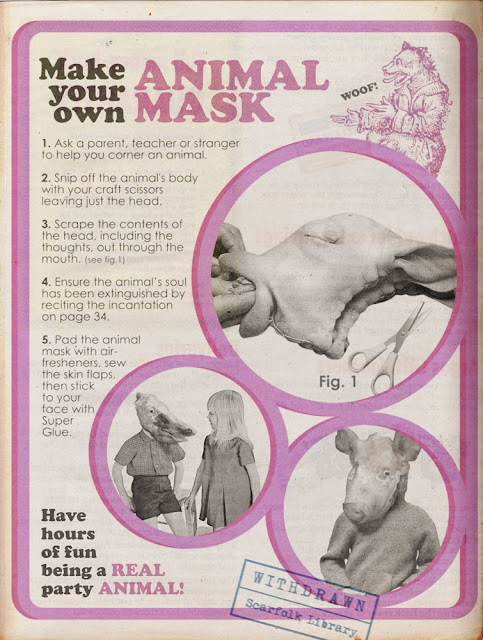 Make
your
own
ANIMAL
MASK
WOOF!
1. Ask a parent, teacher or stranger
to help you corner an animal.
2. Snip off the animal's body
with your craft scissors
leaving just the head.
3. Scrape the contents of
the head, including the
thoughts, out through the
mouth. (see fig.1)
4. Ensure the animal's soul
has been extinguished by
reciting the incantation
on page 34.
5. Pad the animal
mask with air-
fresheners, sew
the skin flaps,
then stick
to your
face with
Super
Glue.
Fig. 1
Have
hours
of fun
being a REAL
party ANIMAL!
WITHDRAWN
Scarfolk Library